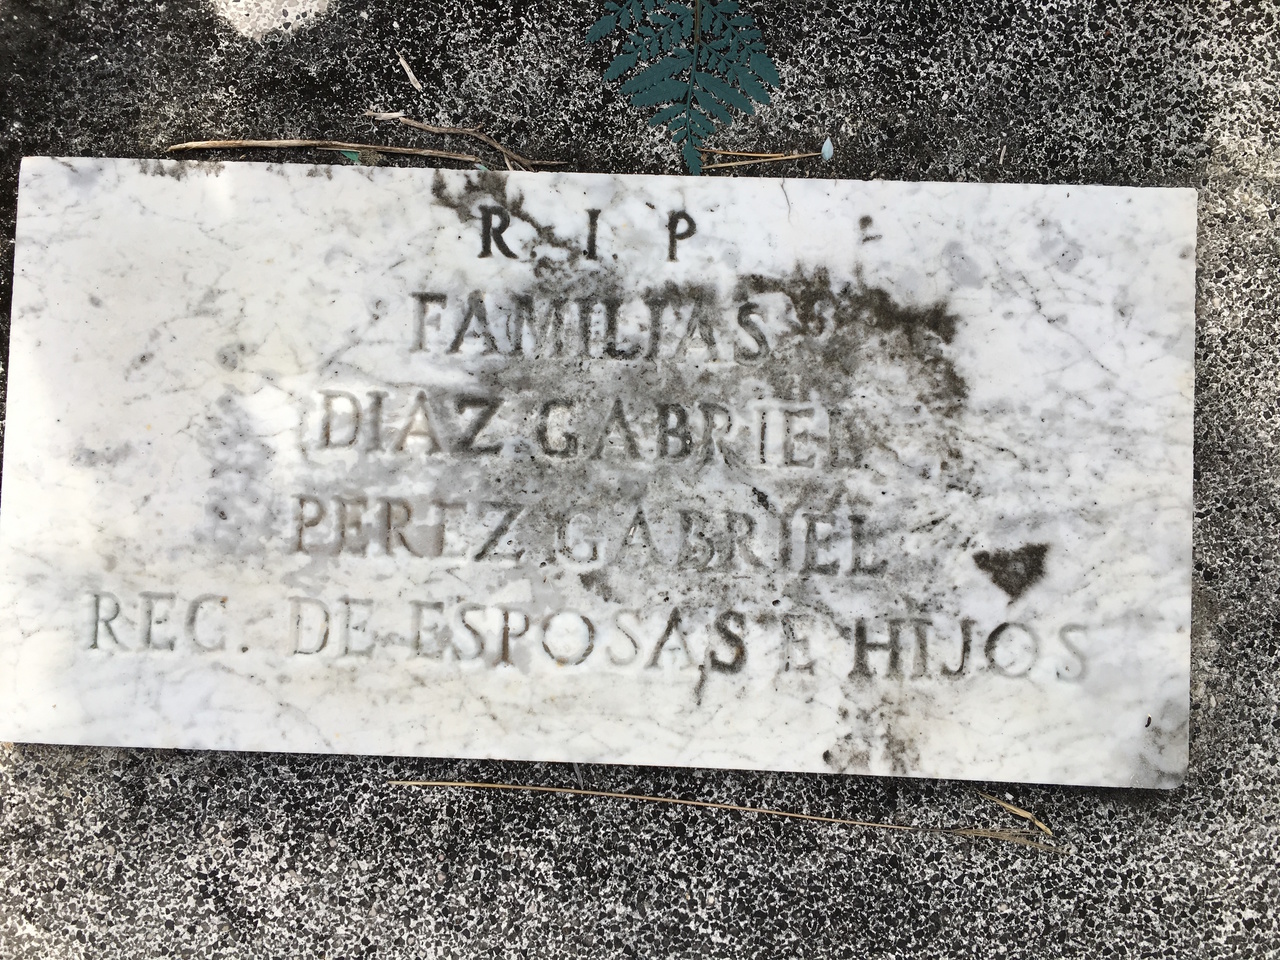 R. I. P
FAMILIAS
DIAZ GABRIEL
PEREZ GABRIEL
REC. DE ESPOSAS E HIJOS